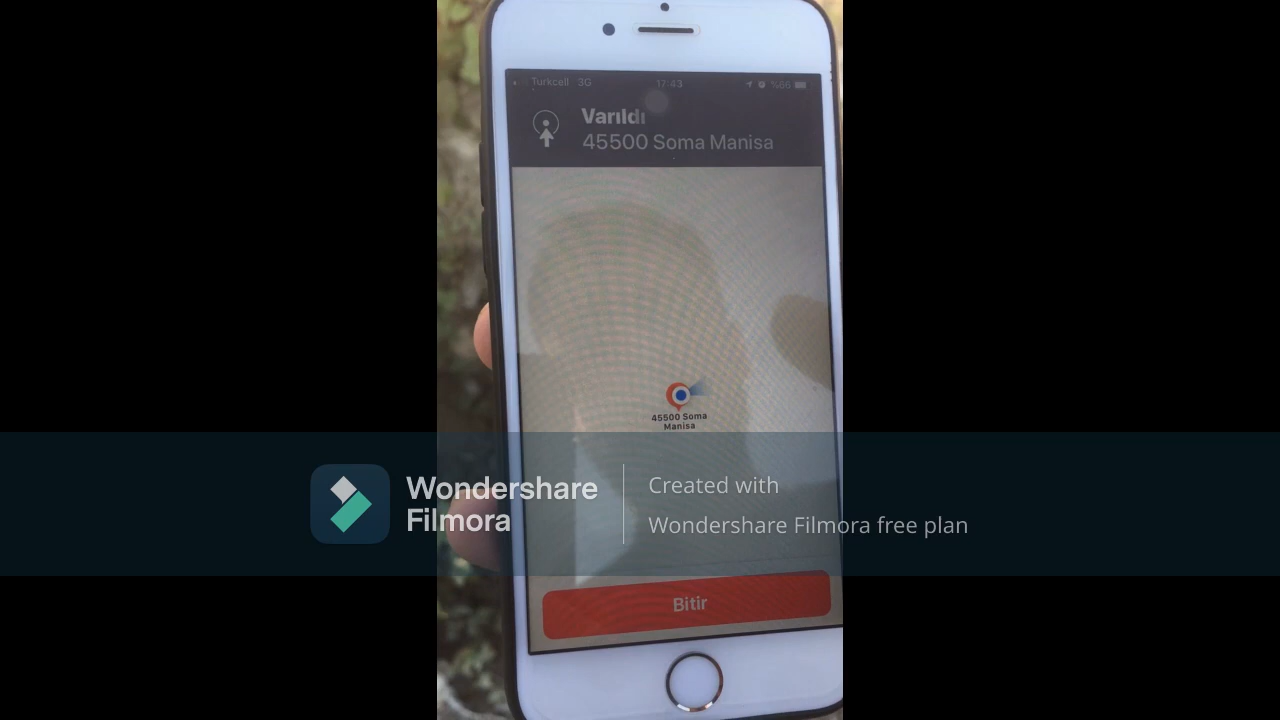 Turkcell 3G 17:43 %66
Varıldı
45500 Soma Manisa
45500 Soma
Manisa
Wondershare
Filmora
Created with
Wondershare Filmora free plan
Bitir